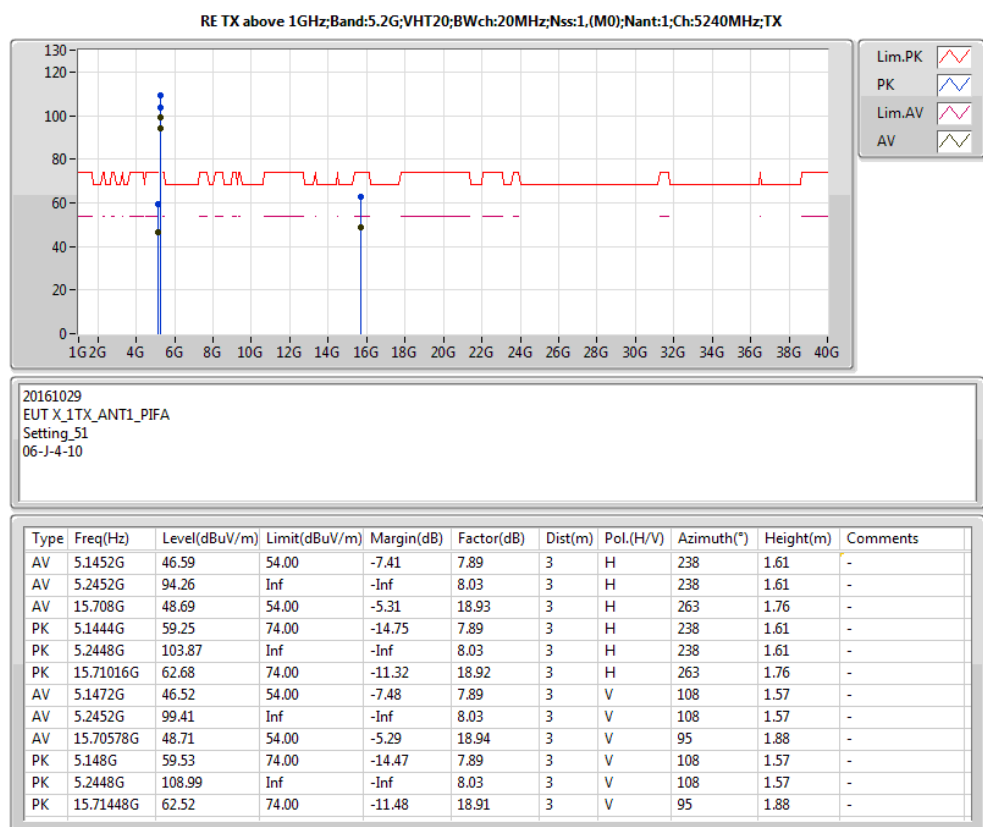 RE TX above 1GHz;Band:5.2G;VHT20;BWch:20MHz;Nss:1,(M0);Nant:1;Ch:5240MHz;TX
130
120
100
80
60
40
20
0
1G 2G 4G 6G 8G 10G 12G 14G 16G 18G 20G 22G 24G 26G 28G 30G 32G 34G 36G 38G 40G
Lim.PK
PK
Lim.AV
AV
20161029
EUT X_1TX_ANT1_PIFA
Setting_51
06-J-4-10
Type Freq(Hz) Level(dBuV/m) Limit(dBuV/m) Margin(dB) Factor(dB) Dist(m) Pol.(H/V) Azimuth(°) Height(m) Comments
AV 5.1452G 46.59 54.00 -7.41 7.89 3 H 238 1.61 -
AV 5.2452G 94.26 Inf -Inf 8.03 3 H 238 1.61 -
AV 15.708G 48.69 54.00 -5.31 18.93 3 H 263 1.76 -
PK 5.1444G 59.25 74.00 -14.75 7.89 3 H 238 1.61 -
PK 5.2448G 103.87 Inf -Inf 8.03 3 H 238 1.61 -
PK 15.71016G 62.68 74.00 -11.32 18.92 3 H 263 1.76 -
AV 5.1472G 46.52 54.00 -7.48 7.89 3 V 108 1.57 -
AV 5.2452G 99.41 Inf -Inf 8.03 3 V 108 1.57 -
AV 15.70578G 48.71 54.00 -5.29 18.94 3 V 95 1.88 -
PK 5.148G 59.53 74.00 -14.47 7.89 3 V 108 1.57 -
PK 5.2448G 108.99 Inf -Inf 8.03 3 V 108 1.57 -
PK 15.71448G 62.52 74.00 -11.48 18.91 3 V 95 1.88 -